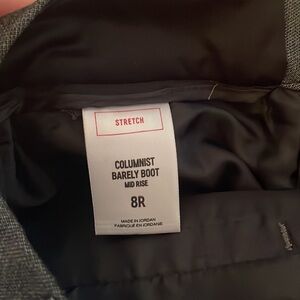 STRETCH
COLUMNIST
BARELY BOOT
MID RISE
8R
MADE IN JORDAN
FABRIQUÉ EN JORDANIE